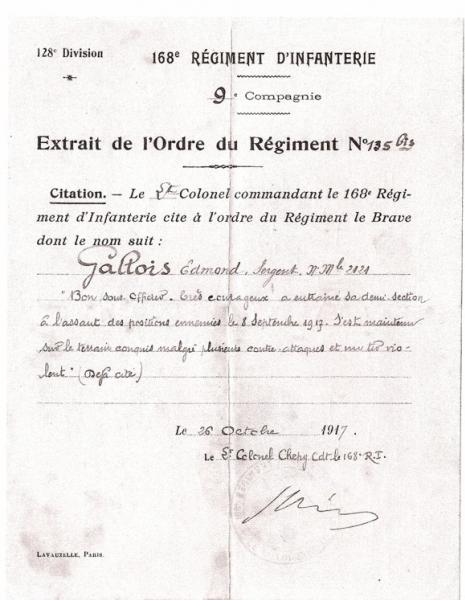 128e Division
168e RÉGIMENT D'INFANTERIE
9e Compagnie
Extrait de l'Ordre du Régiment No 135 bis
Citation. — Le Lt Colonel commandant le 168e Régi-
ment d'Infanterie cite à l'ordre du Régiment le Brave
dont le nom suit :
Gallois Edmond, Sergent, N. Mle 2021
"Bon sous officier. très courageux a entrainé sa demi-section
à l'assaut des positions ennemies le 8 Septembre 1917. S'est maintenu
sur le terrain conquis malgré plusieurs contre-attaques et un tir vio-
lent" (Déjà cité)
Le 26 Octobre 1917.
Le Lt Colonel Cdt. le 168e R.I.
LAVAUZELLE, PARIS.